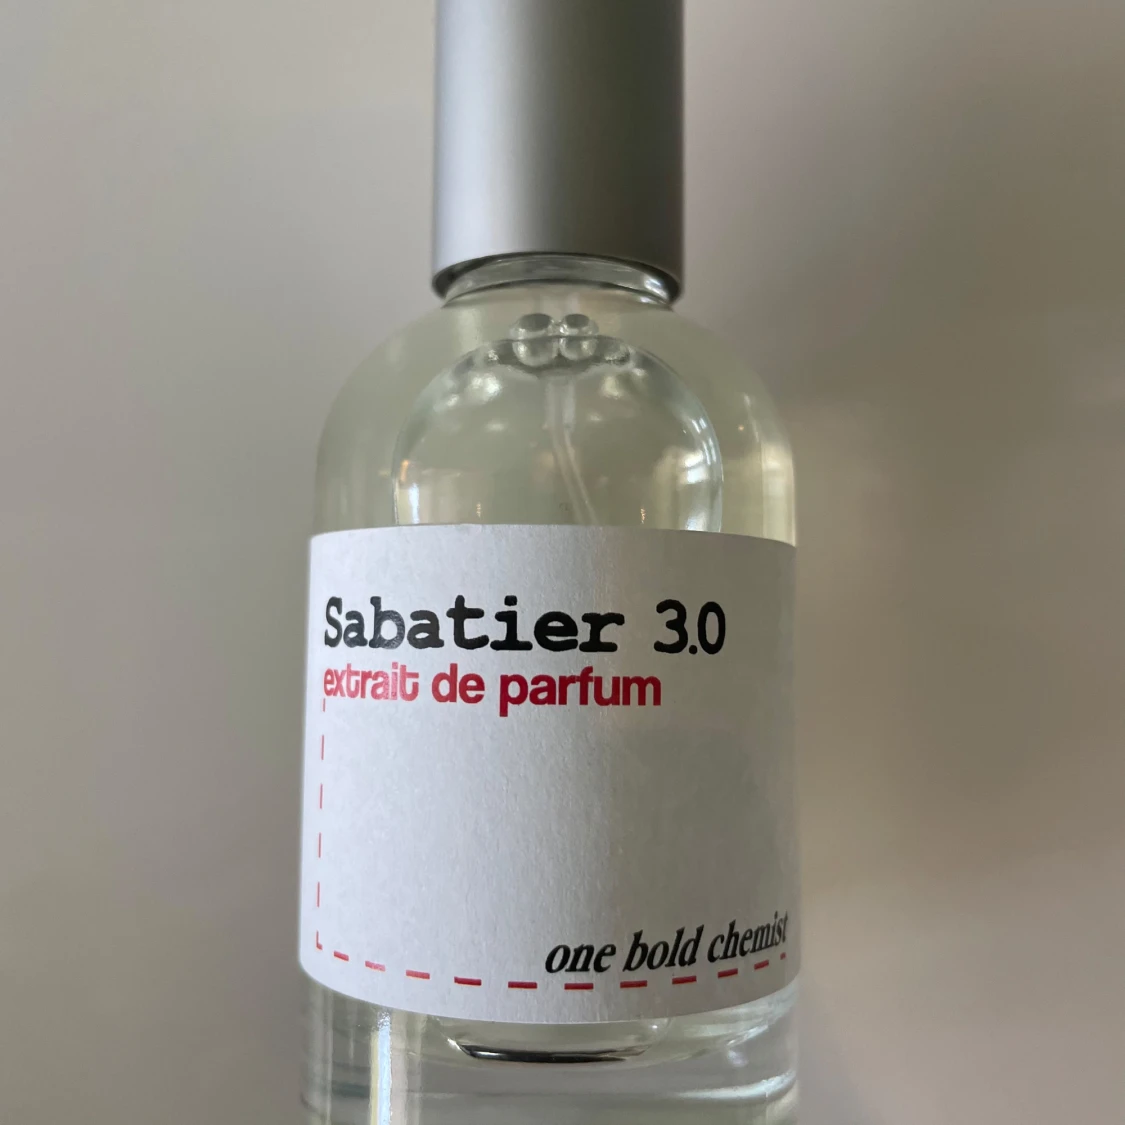 Sabatier 3.0
extrait de parfum
one bold chemist